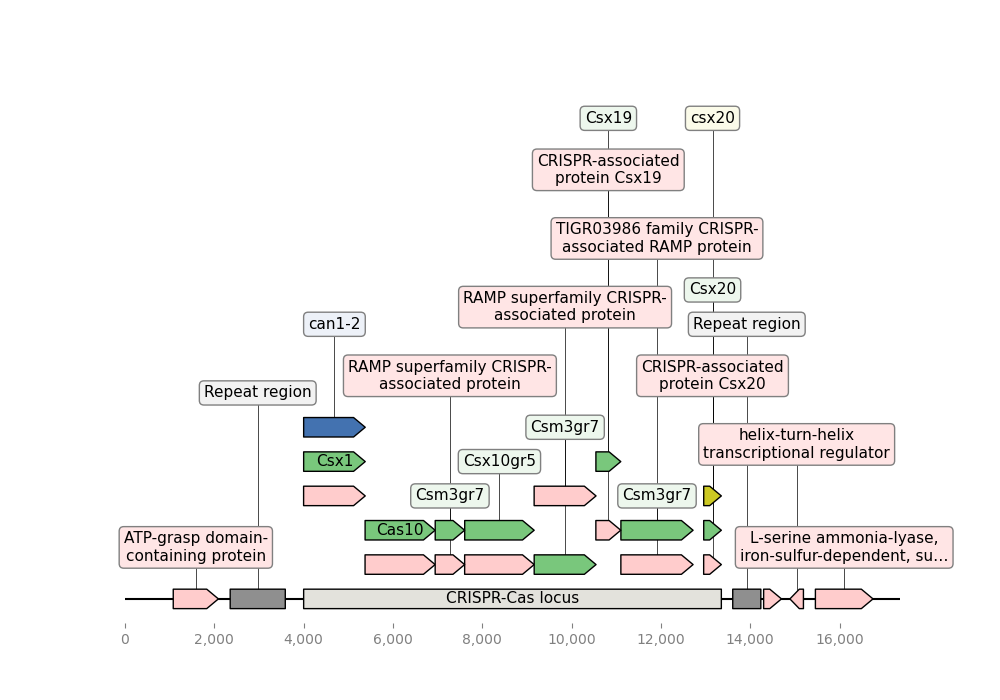 Csx19
csx20
CRISPR-associated
protein Csx19
TIGR03986 family CRISPR-
associated RAMP protein
Csx20
RAMP superfamily CRISPR-
associated protein
can1-2
Repeat region
RAMP superfamily CRISPR-
associated protein
CRISPR-associated
protein Csx20
Repeat region
Csm3gr7
helix-turn-helix
transcriptional regulator
Csx1
Csx10gr5
Csm3gr7
Csm3gr7
Cas10
ATP-grasp domain-
containing protein
L-serine ammonia-lyase,
iron-sulfur-dependent, su...
CRISPR-Cas locus
0
2,000
4,000
6,000
8,000
10,000
12,000
14,000
16,000